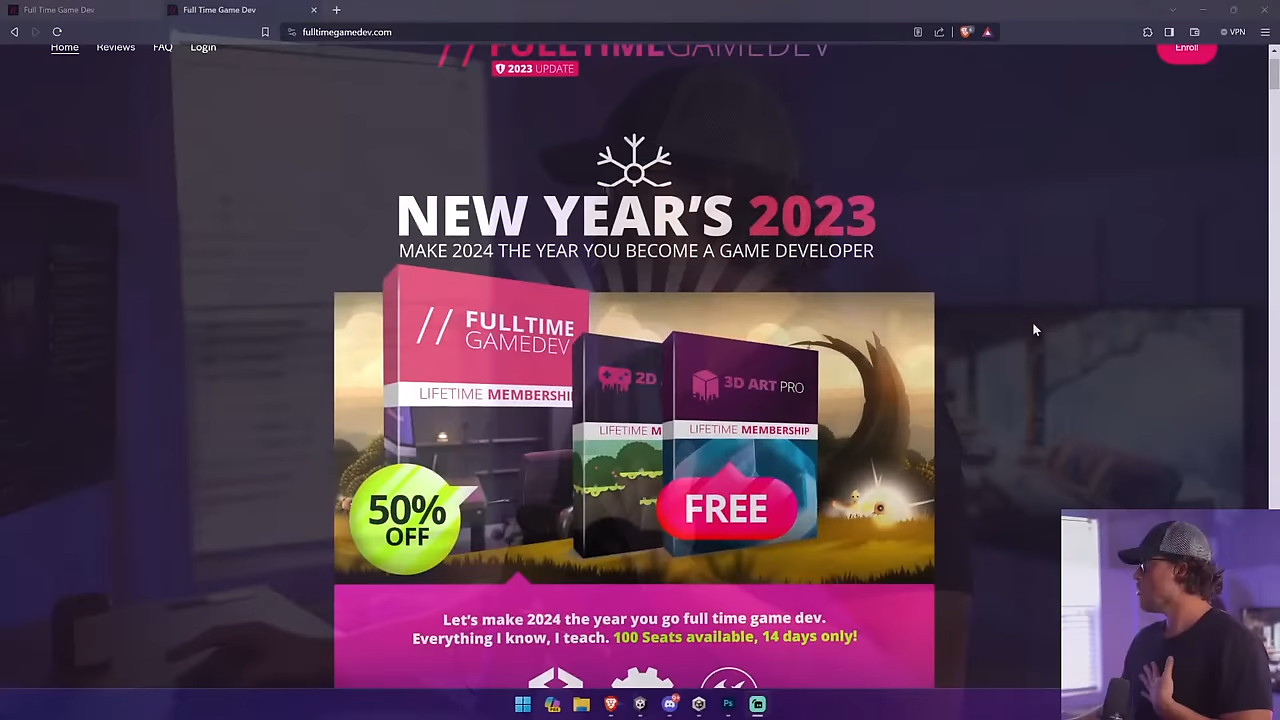 Full Time Game Dev
Full Time Game Dev
fulltimegamedev.com
VPN
Home
Reviews
FAQ
Login
// FULLTIMEGAMEDEV
Enroll
2023 UPDATE
NEW YEAR'S 2023
MAKE 2024 THE YEAR YOU BECOME A GAME DEVELOPER
// FULLTIME
GAMEDEV
LIFETIME MEMBERSHI
2D
LIFETIME M
3D ART PRO
LIFETIME MEMBERSHIP
50%
OFF
FREE
Let's make 2024 the year you go full time game dev.
Everything I know, I teach. 100 Seats available, 14 days only!
Ps